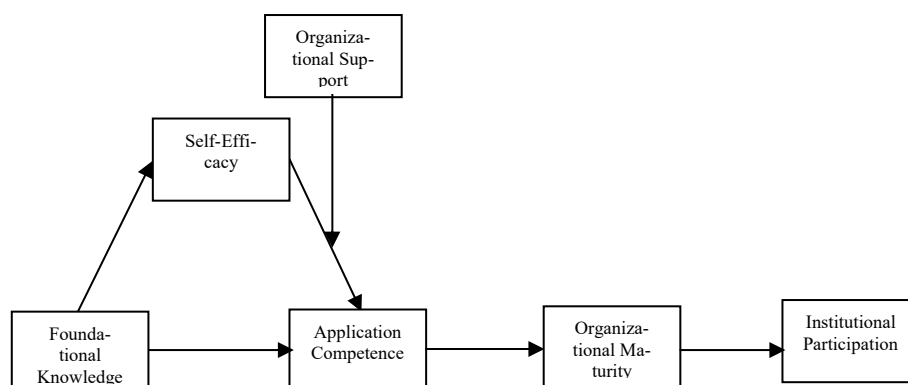 Organiza-
tional Sup-
port
Self-Effi-
cacy
Founda-
tional
Knowledge
Application
Competence
Organiza-
tional Ma-
turity
Institutional
Participation